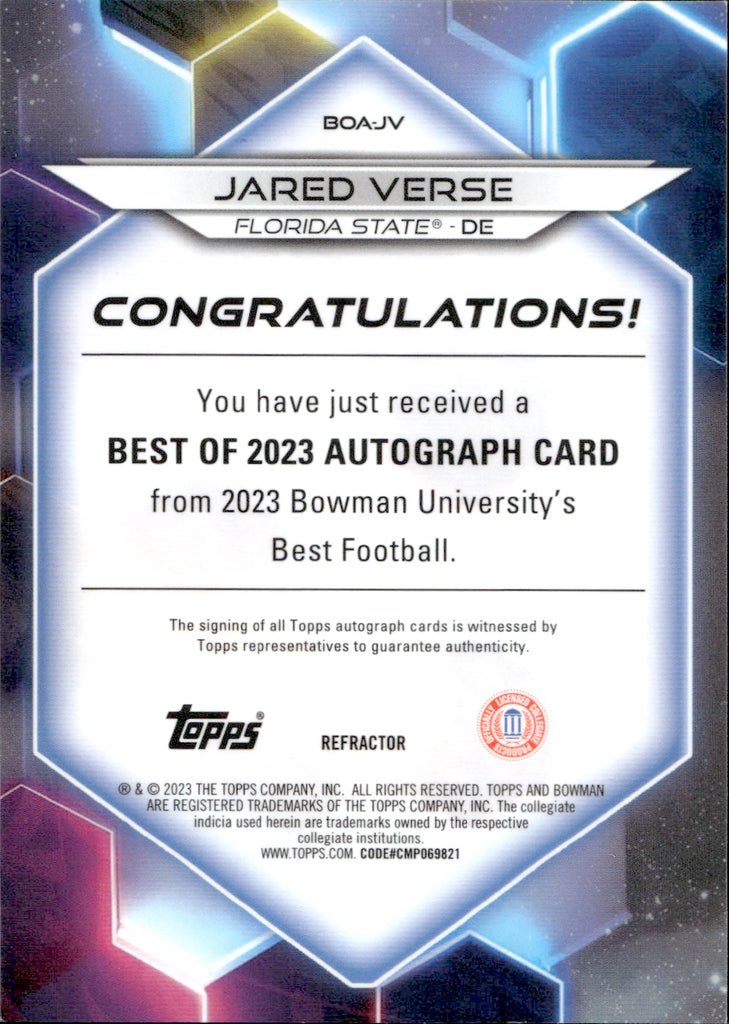 BOA-JV
JARED VERSE
FLORIDA STATE® - DE
CONGRATULATIONS!
You have just received a
BEST OF 2023 AUTOGRAPH CARD
from 2023 Bowman University's
Best Football.
The signing of all Topps autograph cards is witnessed by
Topps representatives to guarantee authenticity.
Topps®
REFRACTOR
OFFICIALLY LICENSED COLLEGIATE PRODUCTS
® & © 2023 THE TOPPS COMPANY, INC. ALL RIGHTS RESERVED. TOPPS AND BOWMAN
ARE REGISTERED TRADEMARKS OF THE TOPPS COMPANY, INC. The collegiate
indicia used herein are trademarks owned by the respective
collegiate institutions.
WWW.TOPPS.COM. CODE#CMP069821